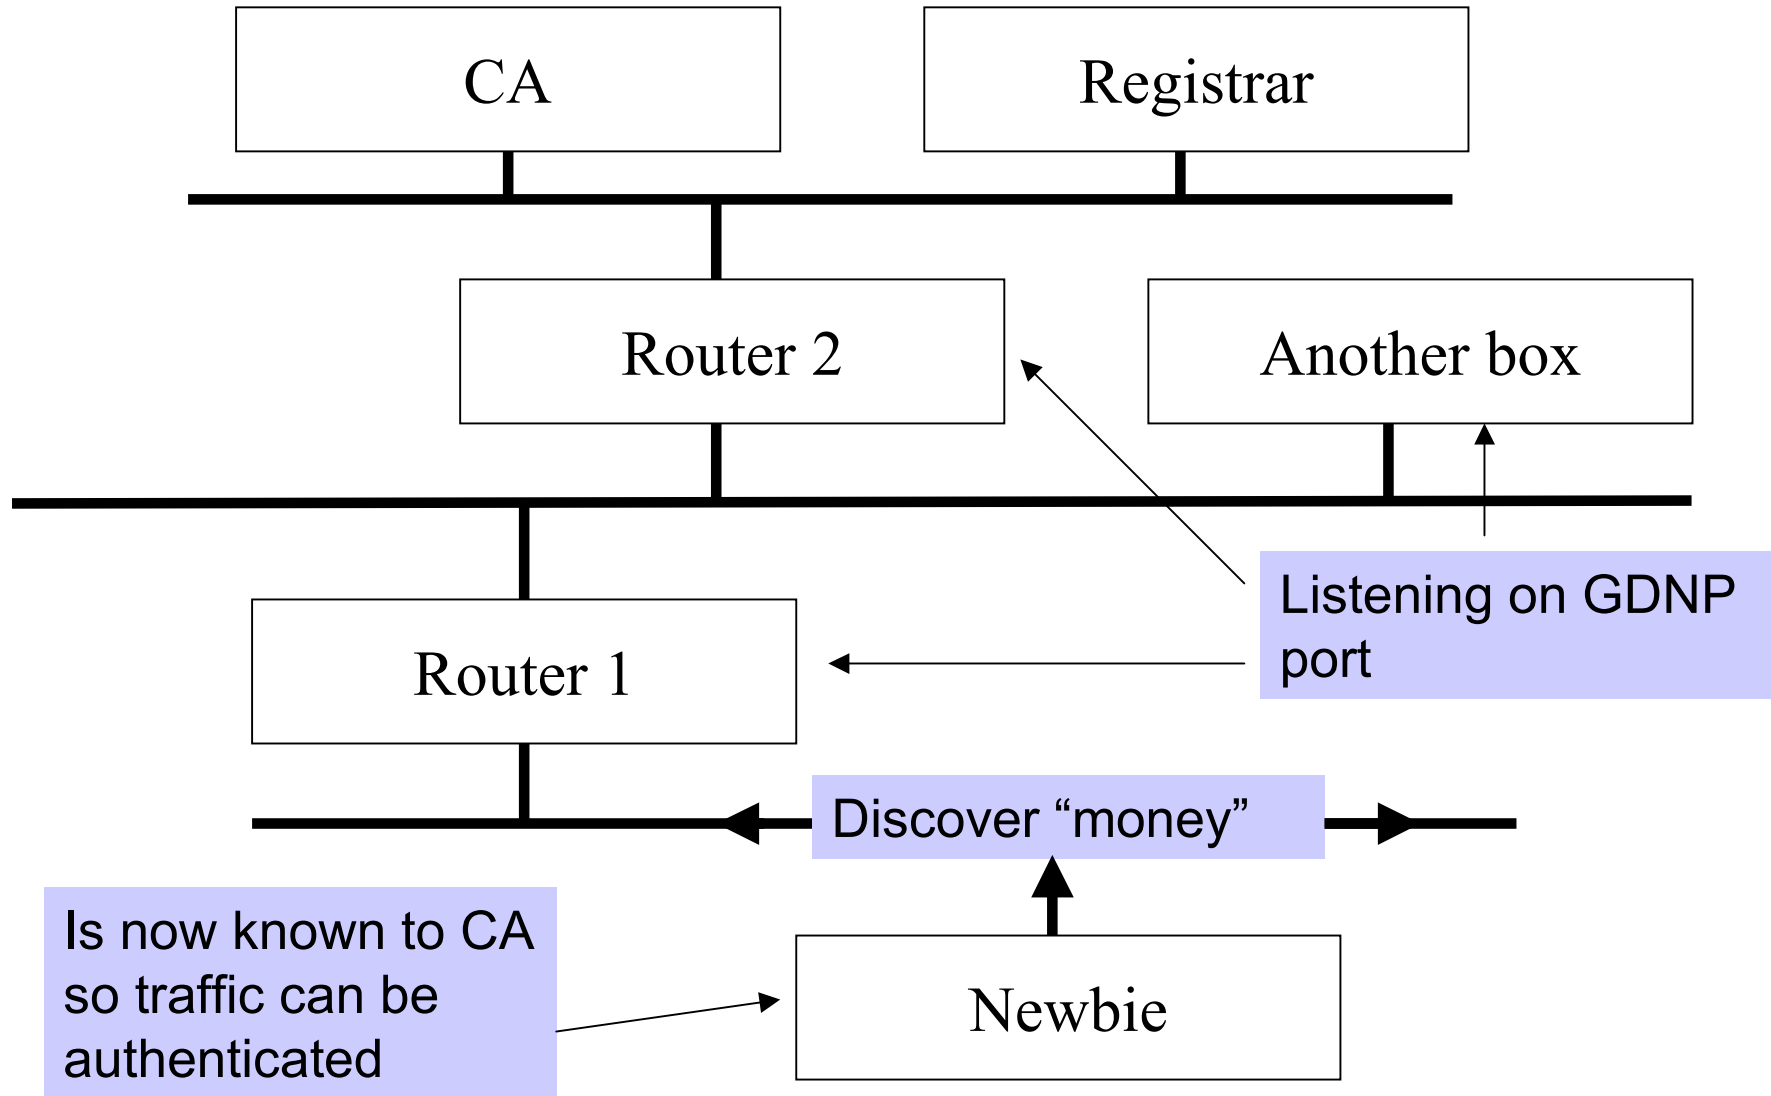 CA
Registrar
Router 2
Another box
Listening on GDNP
port
Router 1
Discover “money”
Is now known to CA
so traffic can be
authenticated
Newbie